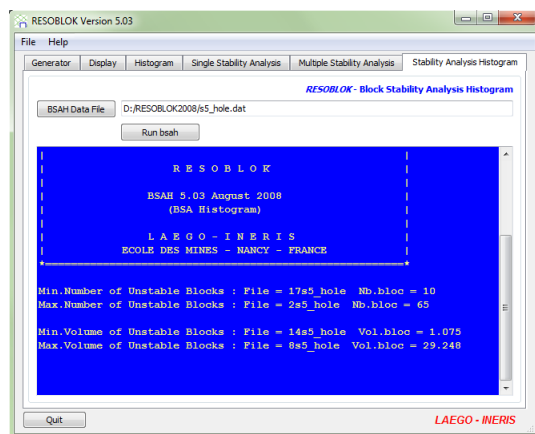 RESOBLOK Version 5.03
File Help
Generator Display Histogram Single Stability Analysis Multiple Stability Analysis Stability Analysis Histogram
RESOBLOK - Block Stability Analysis Histogram
BSAH Data File D:/RESOBLOK2008/s5_hole.dat
Run bsah
R E S O B L O K
BSAH 5.03 August 2008
(BSA Histogram)
L A E G O - I N E R I S
ECOLE DES MINES - NANCY - FRANCE
Min.Number of Unstable Blocks : File = 17s5_hole Nb.bloc = 10
Max.Number of Unstable Blocks : File = 2s5_hole Nb.bloc = 65
Min.Volume of Unstable Blocks : File = 14s5_hole Vol.bloc = 1.075
Max.Volume of Unstable Blocks : File = 8s5_hole Vol.bloc = 29.248
Quit LAEGO - INERIS